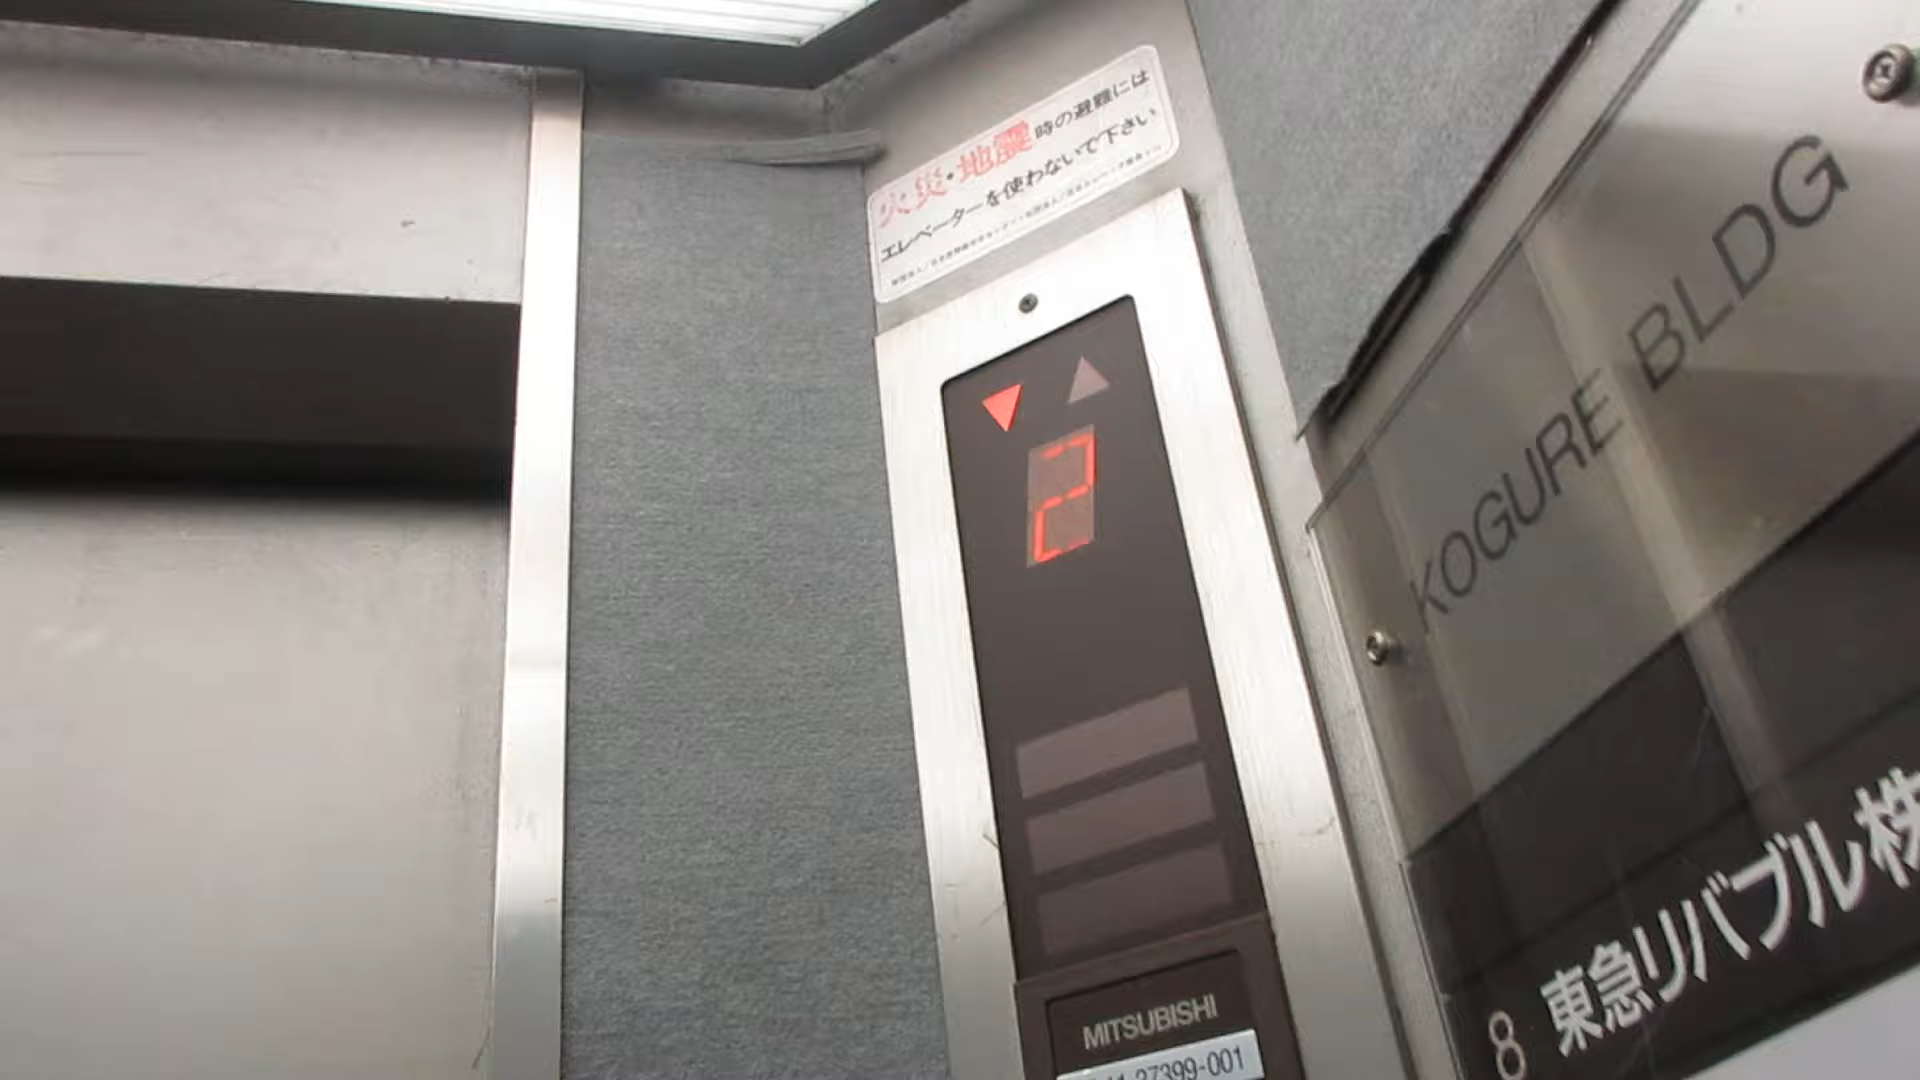 火災・地震時の避難には
エレベーターを使わないで下さい
2
MITSUBISHI
37399-001
KOGURE BLDG
8 東急リバブル株